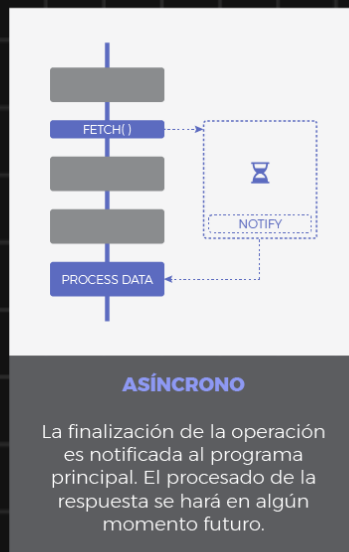 FETCH( )
NOTIFY
PROCESS DATA
ASÍNCRONO
La finalización de la operación
es notificada al programa
principal. El procesado de la
respuesta se hará en algún
momento futuro.